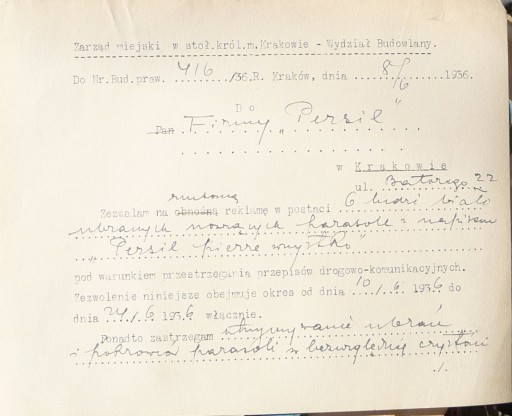 Zarząd miejski w stoł.król.m.Krakowie - Wydział Budowlany.
Do Nr.Bud.praw. 416 /36.R. Kraków, dnia 8/6 1936.
Do
Pan Firmy „Persil”
w Krakowie
ul. Batorego 22
ruchomą
Zezwalam na obnośną reklamę w postaci 6 ludzi biało
ubranych noszących parasole z napisem
„Persil pierze wszystko”
pod warunkiem przestrzegania przepisów drogowo-komunikacyjnych.
Zezwolenie niniejsze obejmuje okres od dnia 10/6 1936 do
dnia 24/6 1936 włącznie.
Ponadto zastrzegam utrzymywanie ubrań
i pokrowca parasoli w bezwzględnej czystości